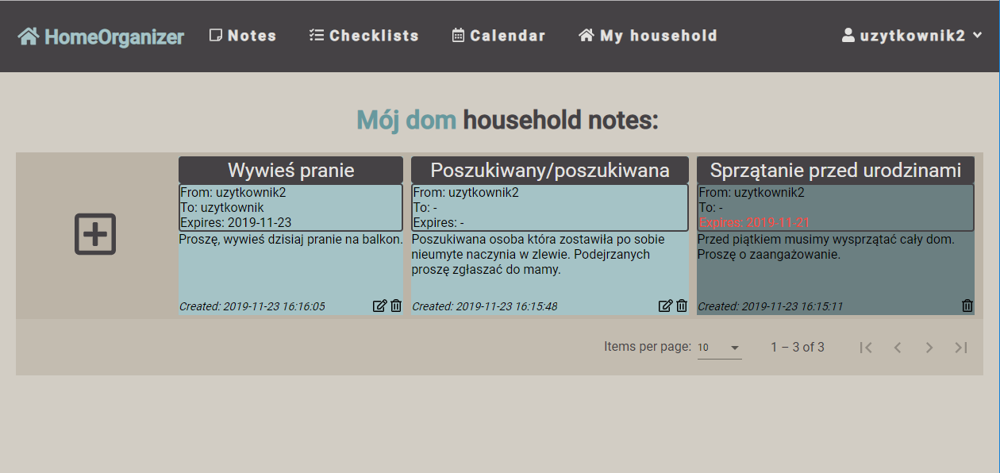 HomeOrganizer Notes Checklists Calendar My household uzytkownik2
Mój dom household notes:
Wywieś pranie
From: uzytkownik2
To: uzytkownik
Expires: 2019-11-23
Proszę, wywieś dzisiaj pranie na balkon.
Created: 2019-11-23 16:16:05
Poszukiwany/poszukiwana
From: uzytkownik2
To: -
Expires: -
Poszukiwana osoba która zostawiła po sobie
nieumyte naczynia w zlewie. Podejrzanych
proszę zgłaszać do mamy.
Created: 2019-11-23 16:15:48
Sprzątanie przed urodzinami
From: uzytkownik2
To: -
Expires: 2019-11-21
Przed piątkiem musimy wysprzątać cały dom.
Proszę o zaangażowanie.
Created: 2019-11-23 16:15:11
Items per page: 10 1 – 3 of 3